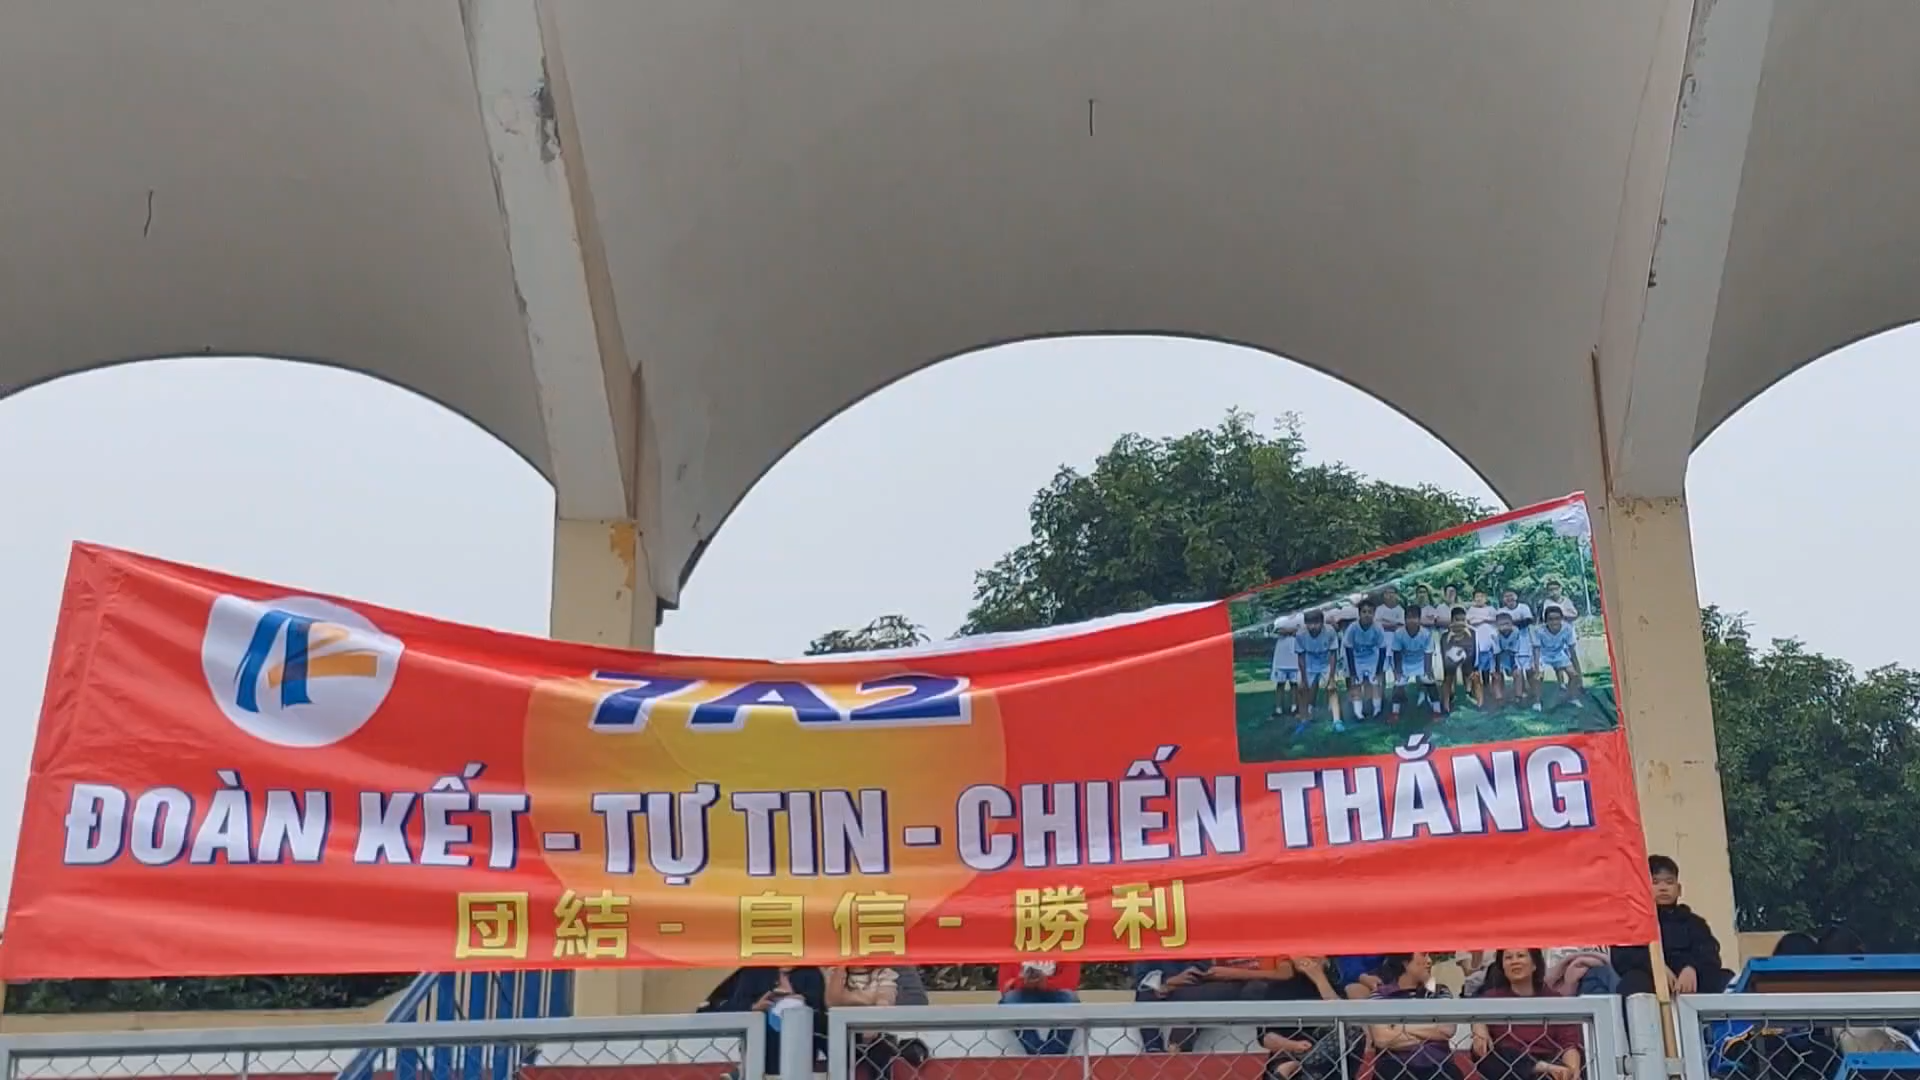 7A2
ĐOÀN KẾT - TỰ TIN - CHIẾN THẮNG
団結 - 自信 - 勝利